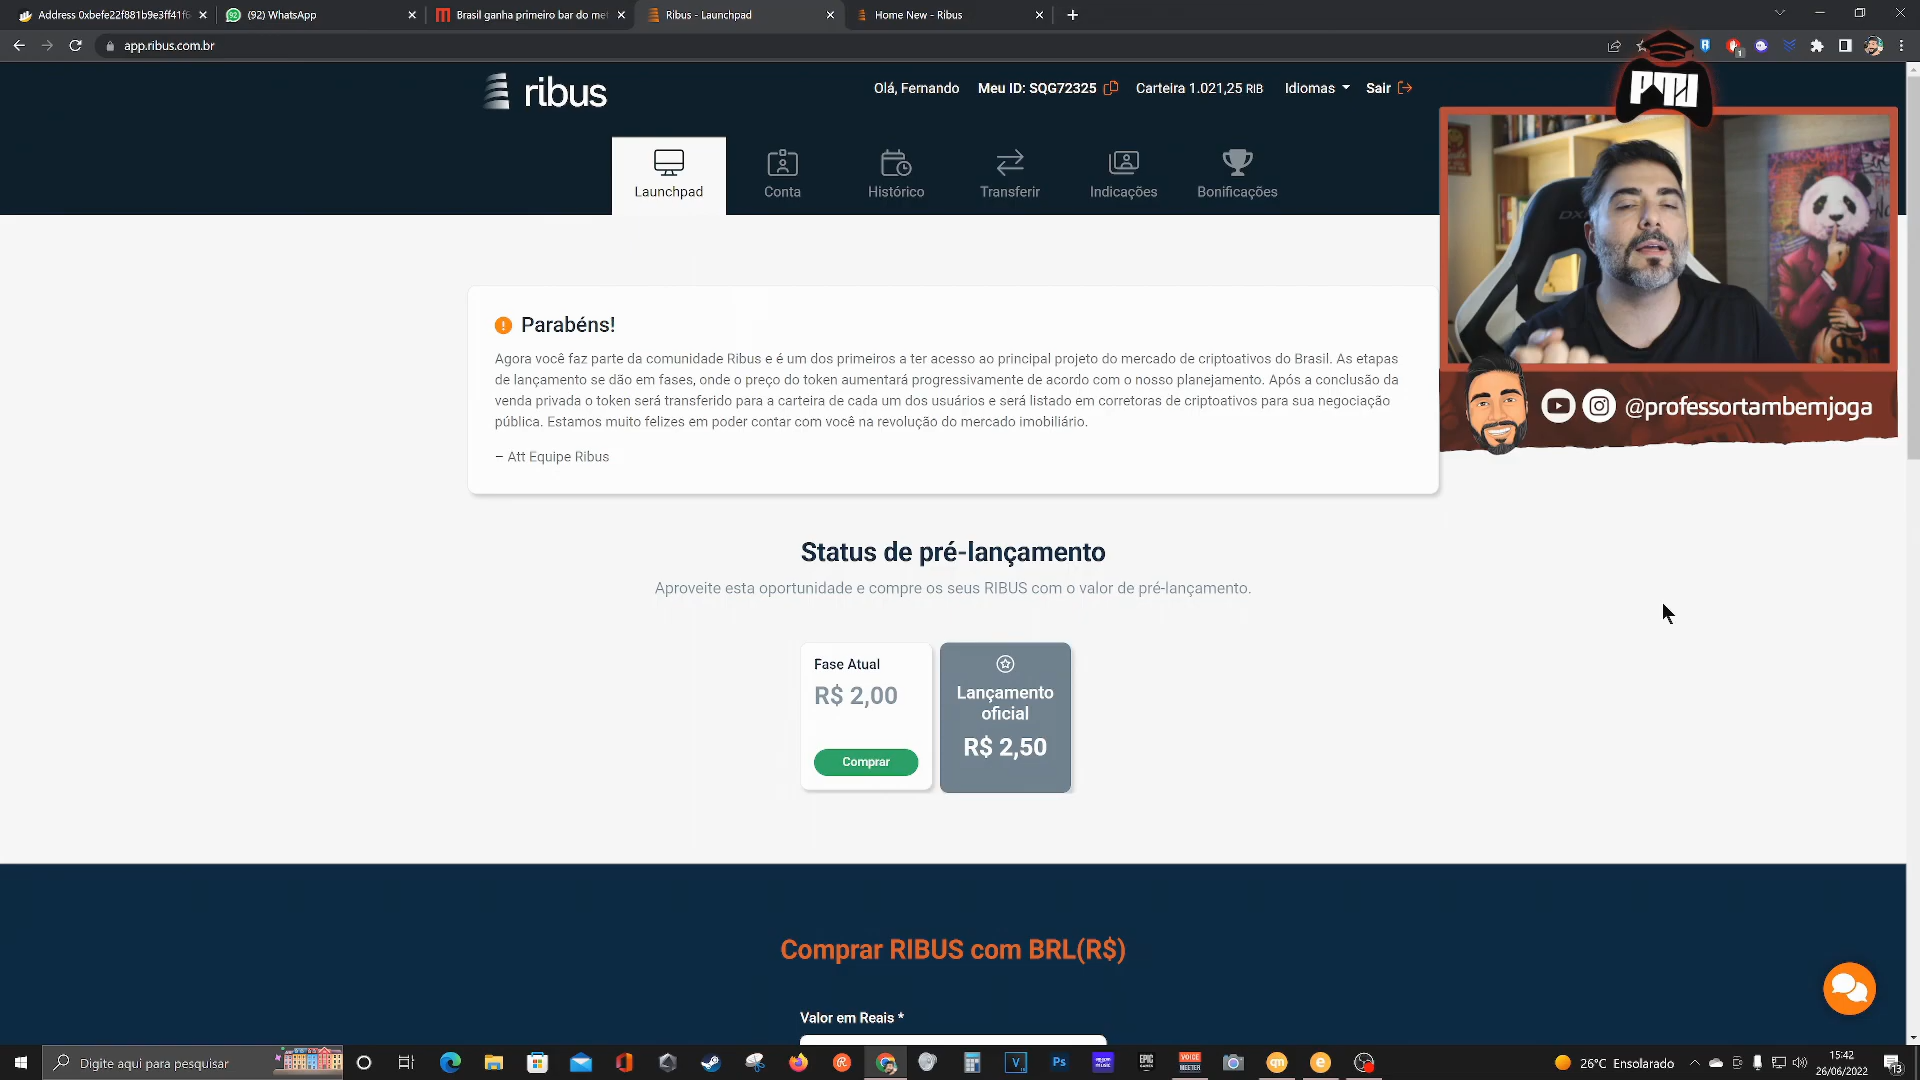 Address 0xbefe22f881b9e3ff41f6
(92) WhatsApp
Brasil ganha primeiro bar do met
Ribus - Launchpad
Home New - Ribus
app.ribus.com.br
ribus
Olá, Fernando
Meu ID: SQG72325
Carteira 1.021,25 RIB
Idiomas
Sair
PTJ
Launchpad
Conta
Histórico
Transferir
Indicações
Bonificações
Parabéns!
Agora você faz parte da comunidade Ribus e é um dos primeiros a ter acesso ao principal projeto do mercado de criptoativos do Brasil. As etapas
de lançamento se dão em fases, onde o preço do token aumentará progressivamente de acordo com o nosso planejamento. Após a conclusão da
venda privada o token será transferido para a carteira de cada um dos usuários e será listado em corretoras de criptoativos para sua negociação
pública. Estamos muito felizes em poder contar com você na revolução do mercado imobiliário.
– Att Equipe Ribus
@professortambemjoga
Status de pré-lançamento
Aproveite esta oportunidade e compre os seus RIBUS com o valor de pré-lançamento.
Fase Atual
R$ 2,00
Comprar
Lançamento
oficial
R$ 2,50
Comprar RIBUS com BRL(R$)
Valor em Reais *
Digite aqui para pesquisar
26°C Ensolarado
15:42
26/06/2022
13